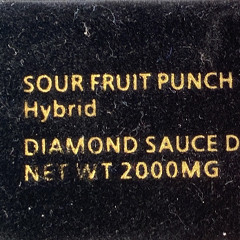 SOUR FRUIT PUNCH
Hybrid
DIAMOND SAUCE D
NET WT 2000MG